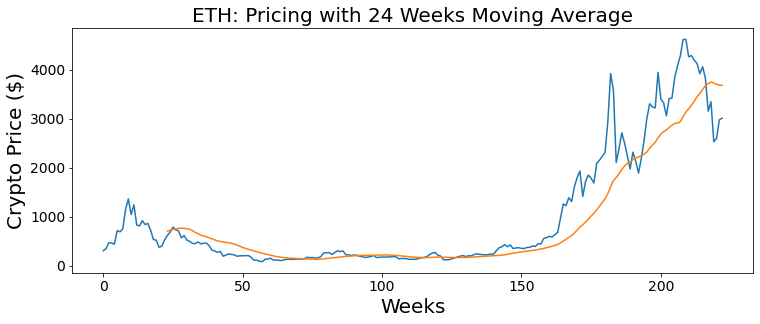 ETH: Pricing with 24 Weeks Moving Average
Crypto Price ($)
4000
3000
2000
1000
0
0 50 100 150 200
Weeks